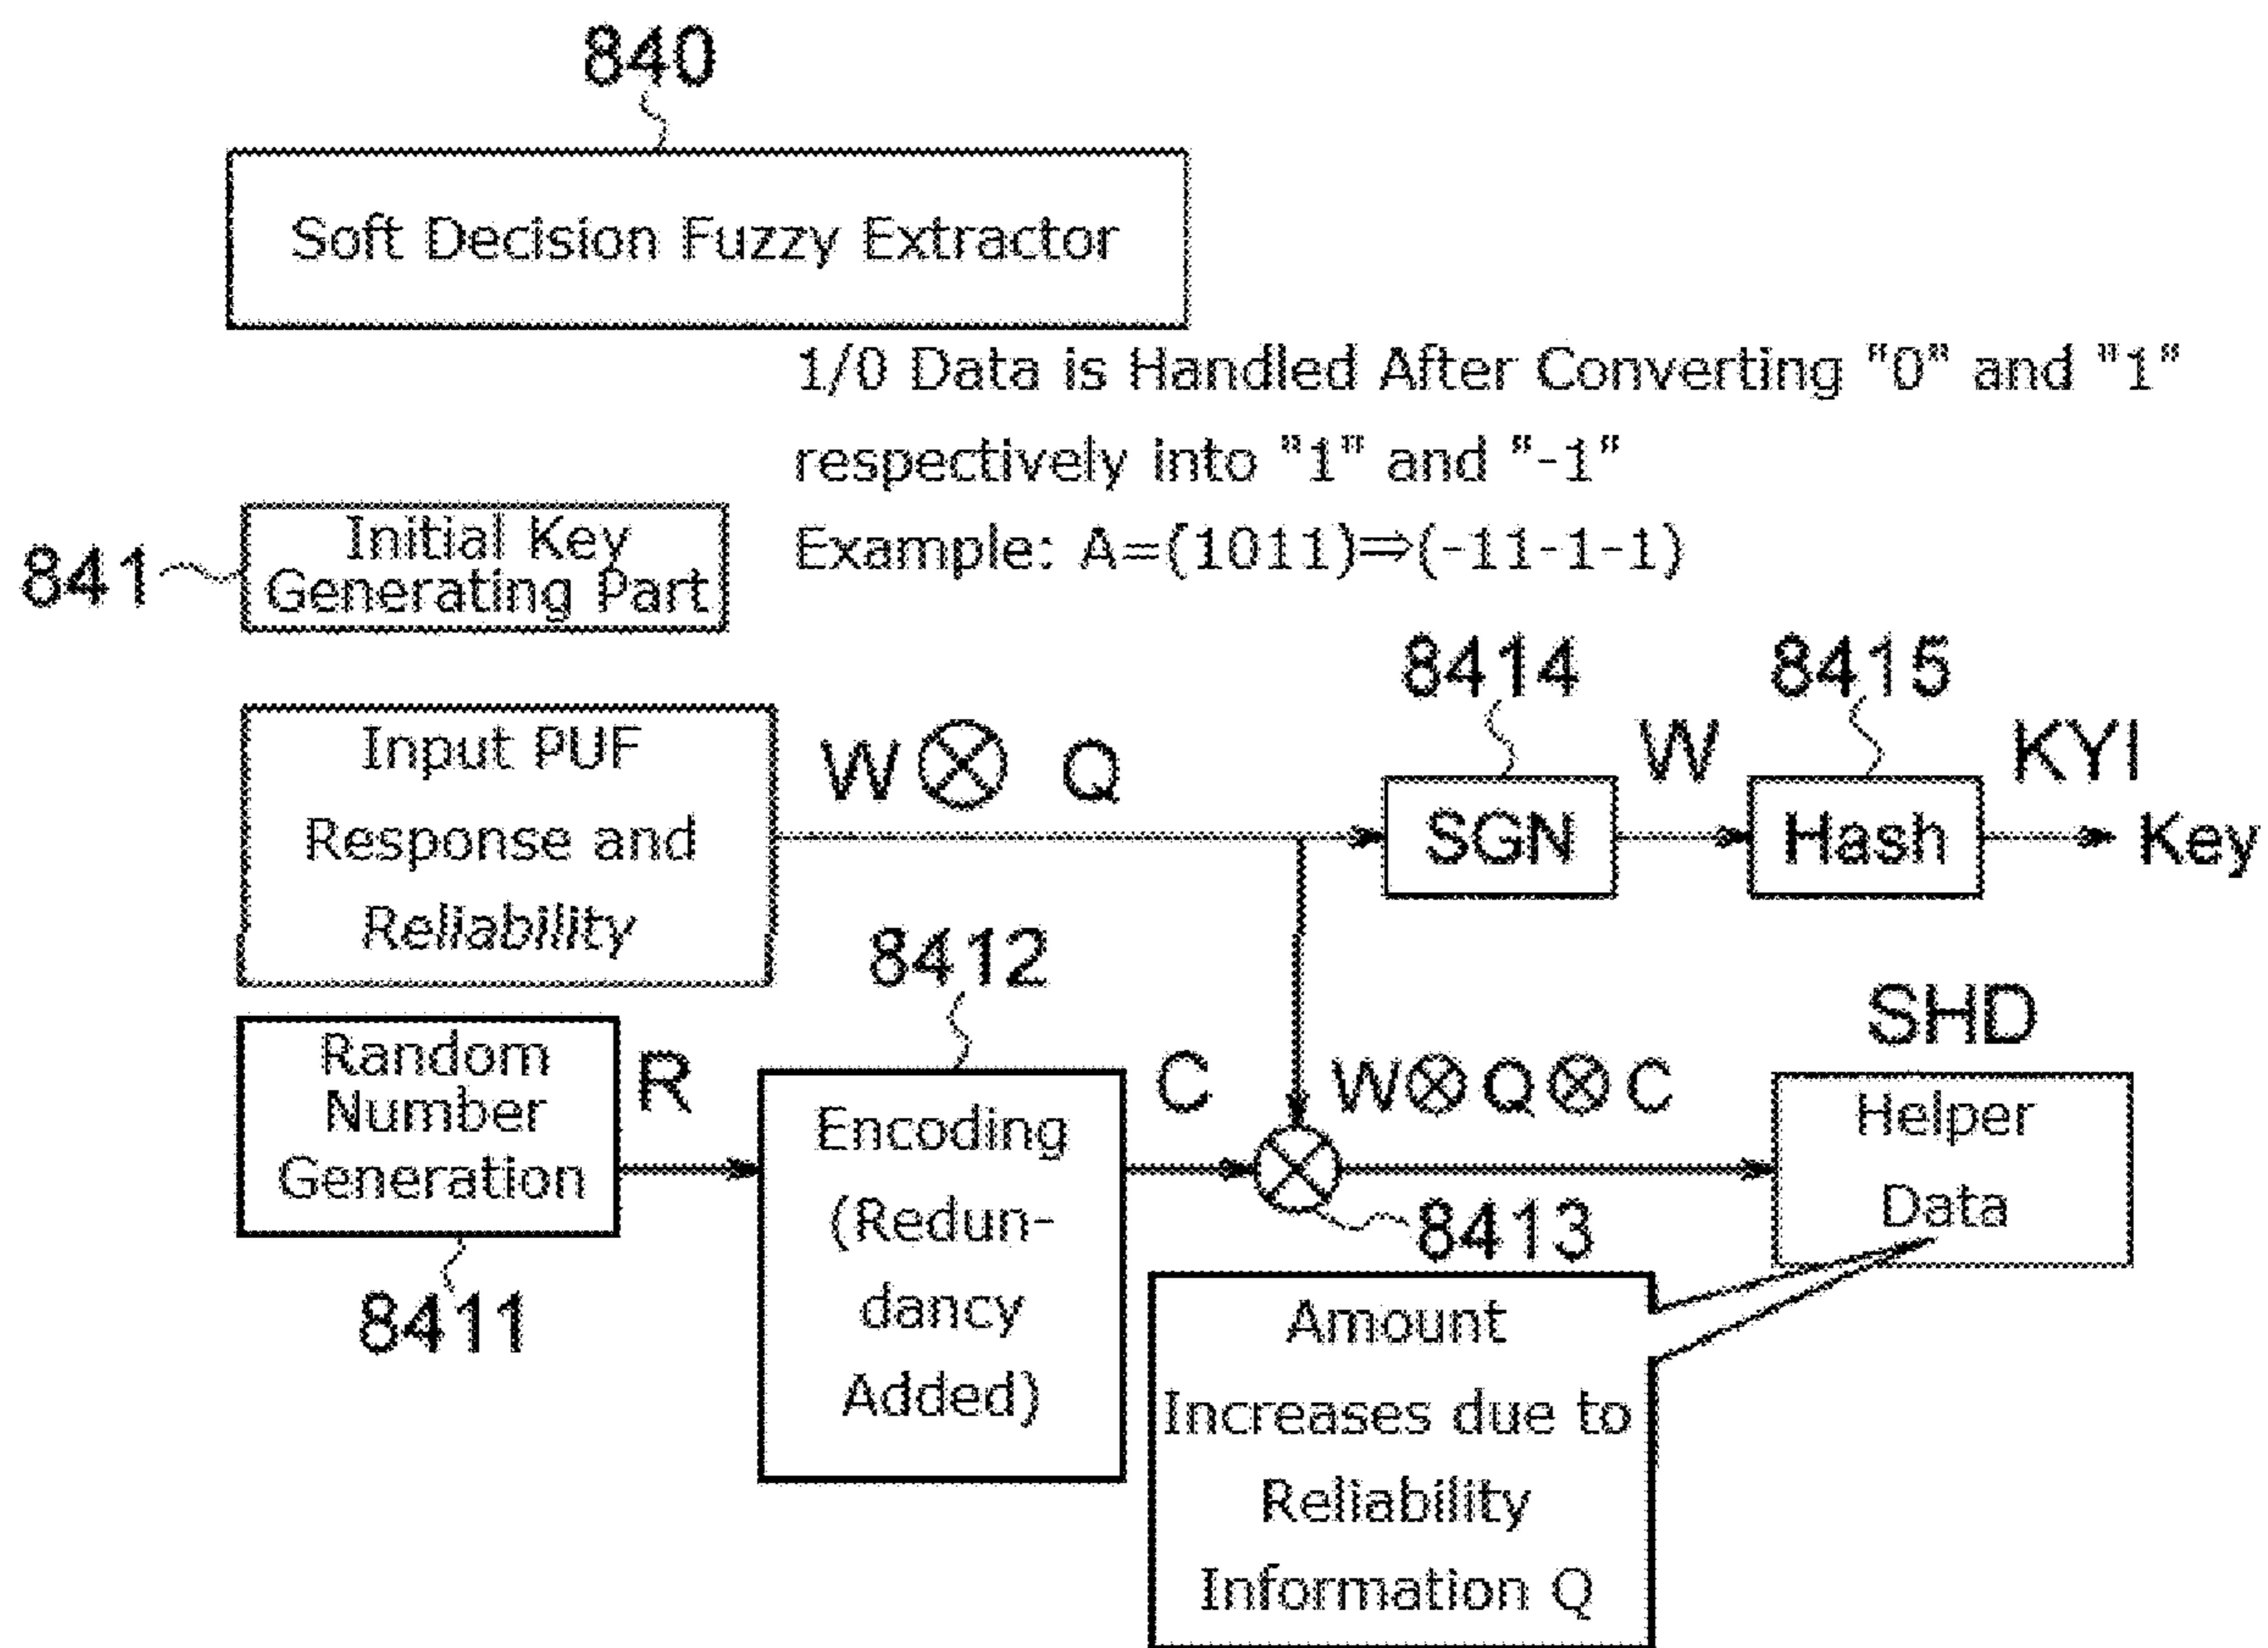 840
Soft Decision Fuzzy Extractor
1/0 Data is Handled After Converting "0" and "1"
respectively into "1" and "-1"
Example: A=(1011)⇒(-11-1-1)
841
Initial Key
Generating Part
Input PUF
Response and
Reliability
W⊗ Q
8414
SGN
W
8415
Hash
KYI
Key
Random
Number
Generation
8411
R
8412
Encoding
(Redun-
dancy
Added)
C
8413
W⊗Q⊗C
SHD
Helper
Data
Amount
Increases due to
Reliability
Information Q